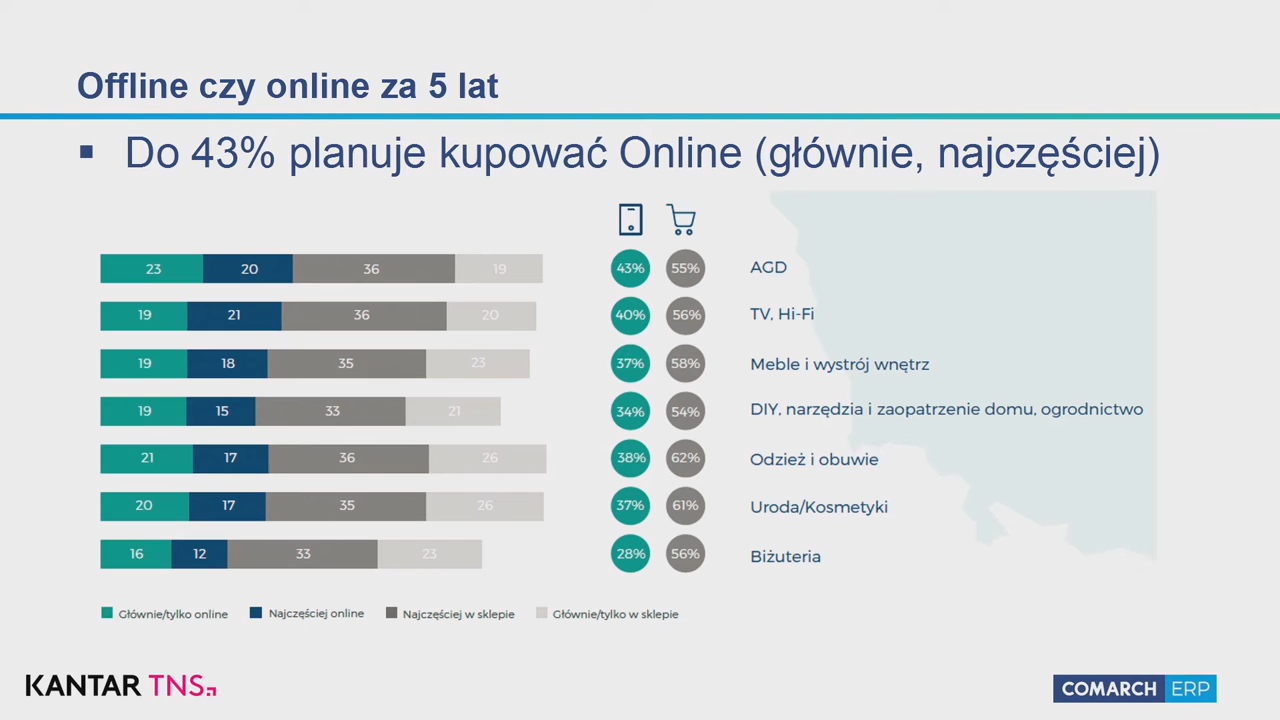 Offline czy online za 5 lat
▪ Do 43% planuje kupować Online (głównie, najczęściej)
23 20 36 19 43% 55% AGD
19 21 36 20 40% 56% TV, Hi-Fi
19 18 35 23 37% 58% Meble i wystrój wnętrz
19 15 33 21 34% 54% DIY, narzędzia i zaopatrzenie domu, ogrodnictwo
21 17 36 26 38% 62% Odzież i obuwie
20 17 35 26 37% 61% Uroda/Kosmetyki
16 12 33 23 28% 56% Biżuteria
Głównie/tylko online Najczęściej online Najczęściej w sklepie Głównie/tylko w sklepie
KANTAR TNS COMARCH ERP